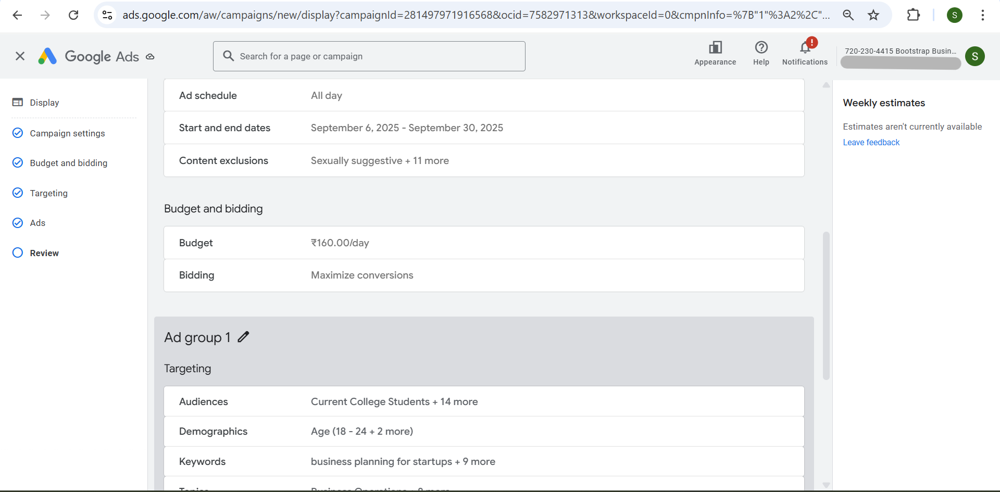 ads.google.com/aw/campaigns/new/display?campaignId=281497971916568&ocid=7582971313&workspaceId=0&cmpnInfo=%7B"1"%3A2%2C"...
S
Google Ads
Search for a page or campaign
Appearance
Help
!
Notifications
720-230-4415 Bootstrap Busin...
S
Display
Campaign settings
Budget and bidding
Targeting
Ads
Review
Ad schedule All day
Start and end dates September 6, 2025 - September 30, 2025
Content exclusions Sexually suggestive + 11 more
Budget and bidding
Budget ₹160.00/day
Bidding Maximize conversions
Ad group 1
Targeting
Audiences Current College Students + 14 more
Demographics Age (18 - 24 + 2 more)
Keywords business planning for startups + 9 more
Weekly estimates
Estimates aren't currently available
Leave feedback